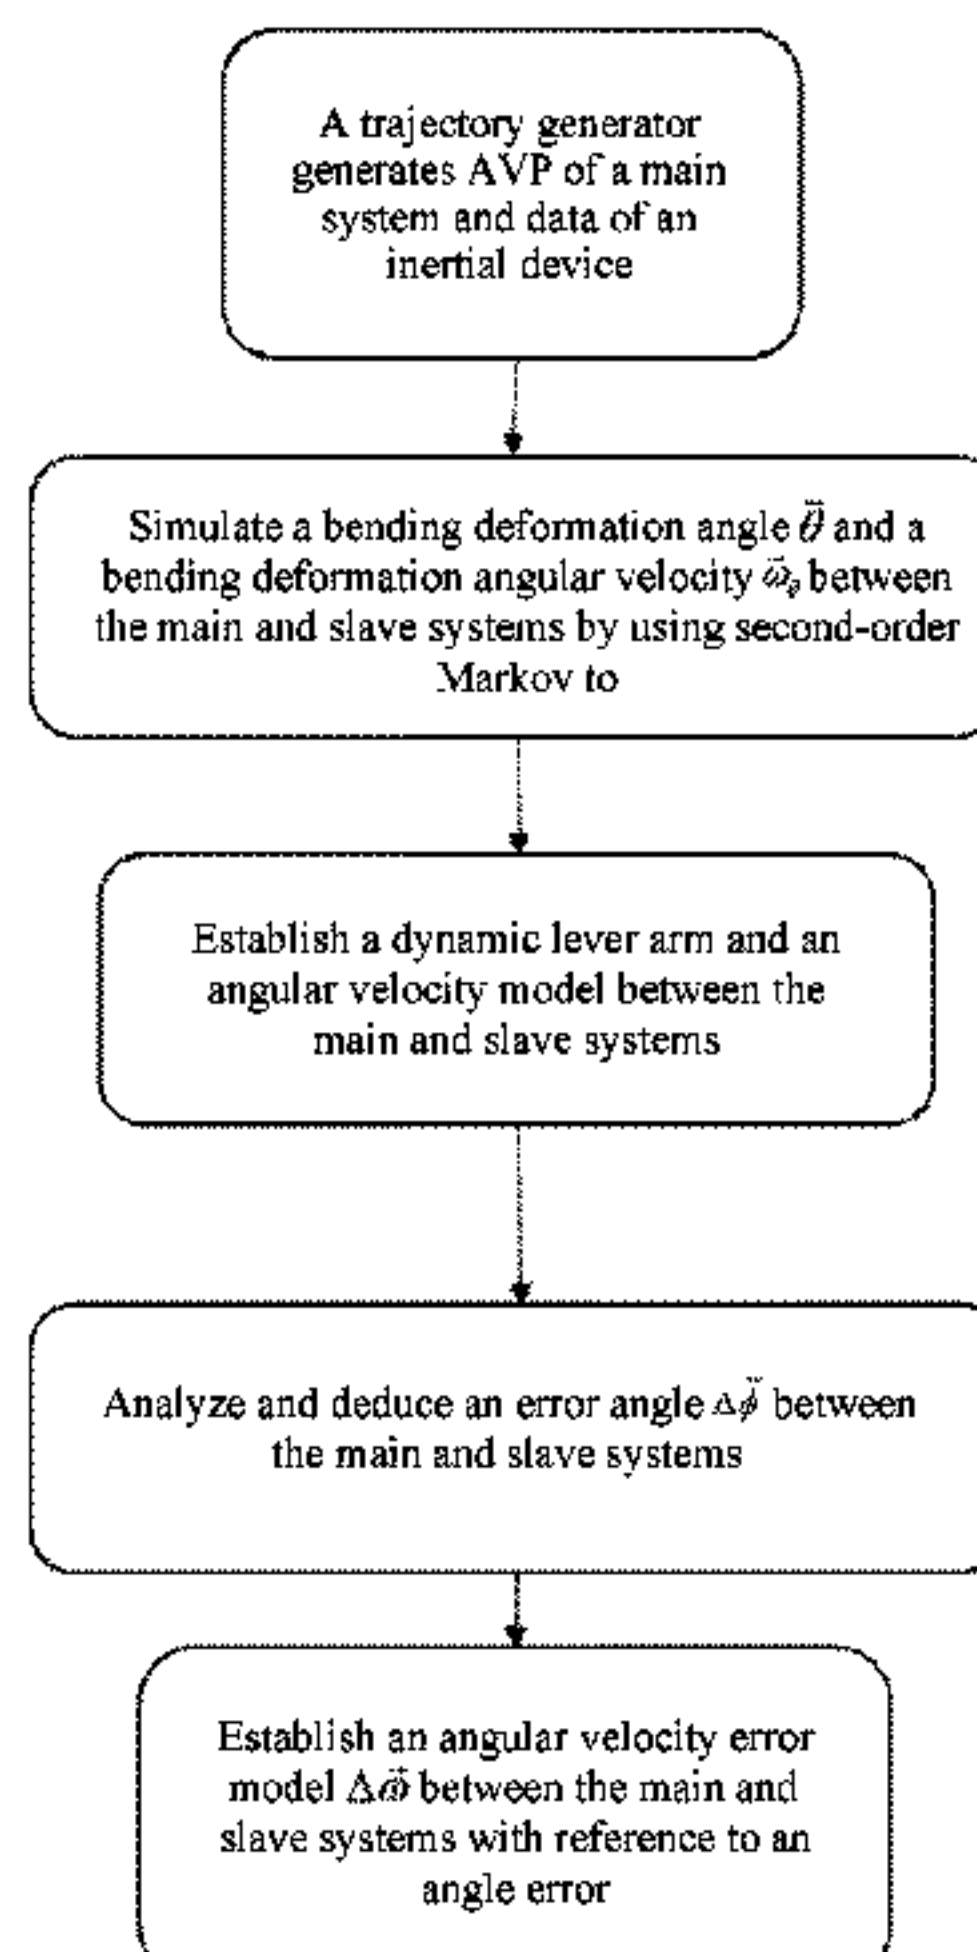 A trajectory generator
generates AVP of a main
system and data of an
inertial device
Simulate a bending deformation angle θ⃗ and a
bending deformation angular velocity ω⃗θ between
the main and slave systems by using second-order
Markov to
Establish a dynamic lever arm and an
angular velocity model between the
main and slave systems
Analyze and deduce an error angle Δϕ⃗ between
the main and slave systems
Establish an angular velocity error
model Δω⃗ between the main and
slave systems with reference to an
angle error